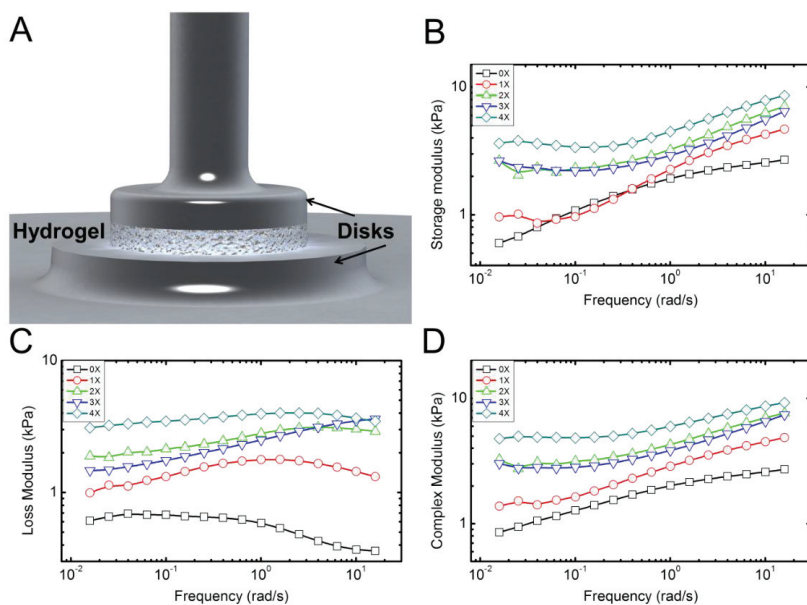 A
Hydrogel
Disks
B
Storage modulus (kPa)
10
1
0X
1X
2X
3X
4X
10⁻² 10⁻¹ 10⁰ 10¹
Frequency (rad/s)
C
Loss Modulus (kPa)
10
1
0X
1X
2X
3X
4X
10⁻² 10⁻¹ 10⁰ 10¹
Frequency (rad/s)
D
Complex Modulus (kPa)
10
1
0X
1X
2X
3X
4X
10⁻² 10⁻¹ 10⁰ 10¹
Frequency (rad/s)